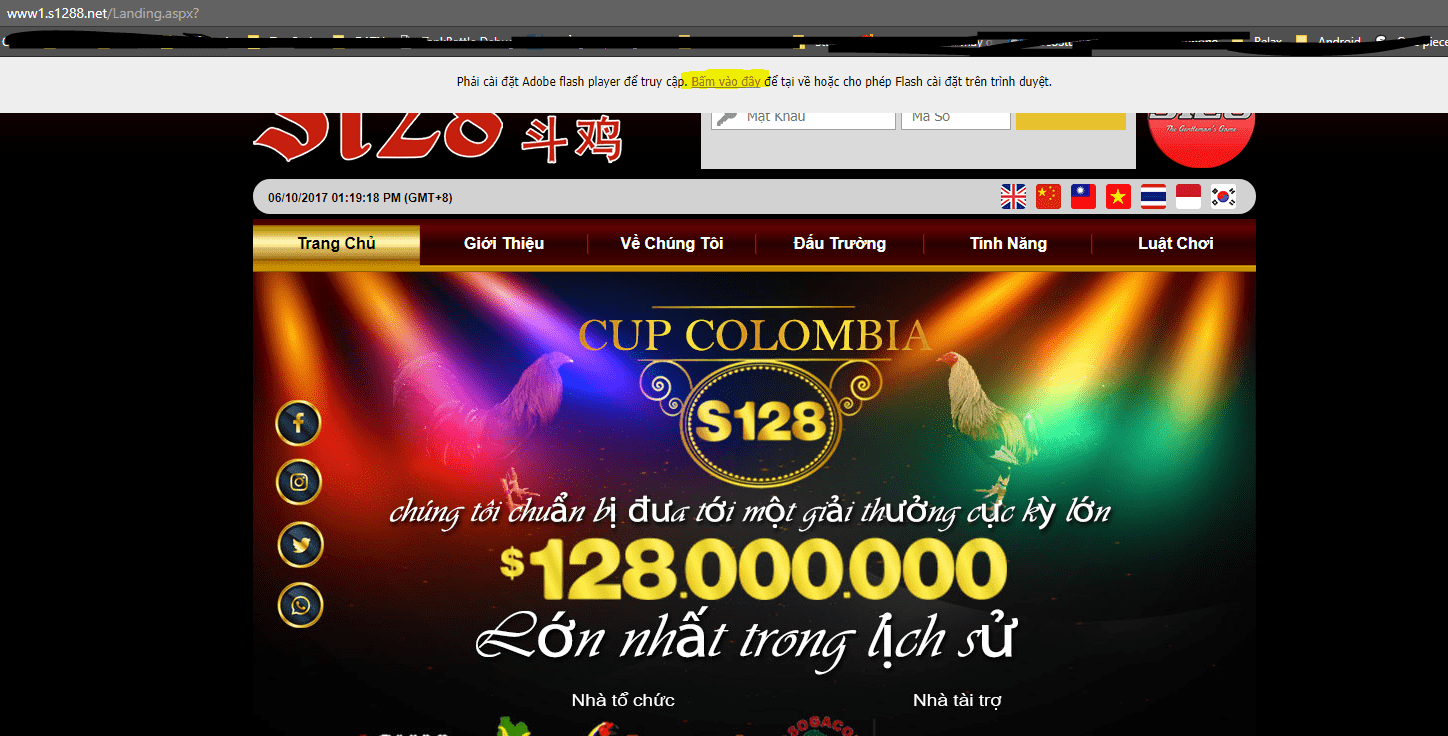 www1.s1288.net/Landing.aspx?
Relax Android
Phải cài đặt Adobe flash player để truy cập. Bấm vào đây để tại về hoặc cho phép Flash cài đặt trên trình duyệt.
S128 斗鸡
Mật Khẩu
Mã Số
The Gentleman's Game
06/10/2017 01:19:18 PM (GMT+8)
Trang Chủ Giới Thiệu Về Chúng Tôi Đấu Trường Tính Năng Luật Chơi
CUP COLOMBIA
S128
chúng tôi chuẩn bị đưa tới một giải thưởng cực kỳ lớn
$128.000.000
Lớn nhất trong lịch sử
Nhà tổ chức Nhà tài trợ